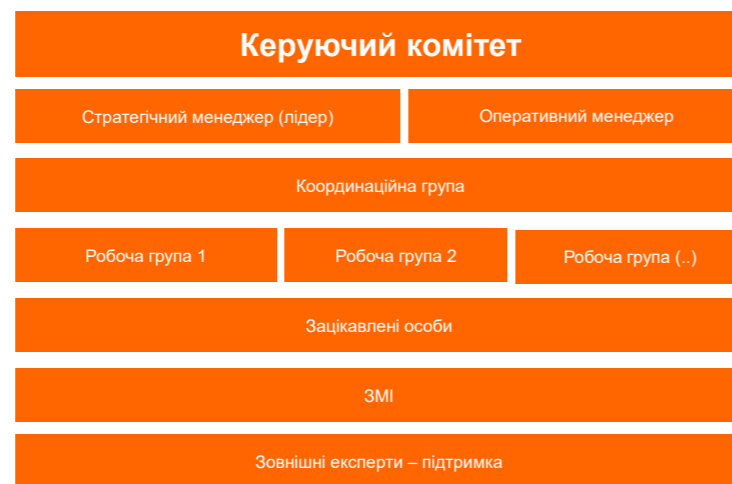 Керуючий комітет
Стратегічний менеджер (лідер)
Оперативний менеджер
Координаційна група
Робоча група 1
Робоча група 2
Робоча група (..)
Зацікавлені особи
ЗМІ
Зовнішні експерти – підтримка